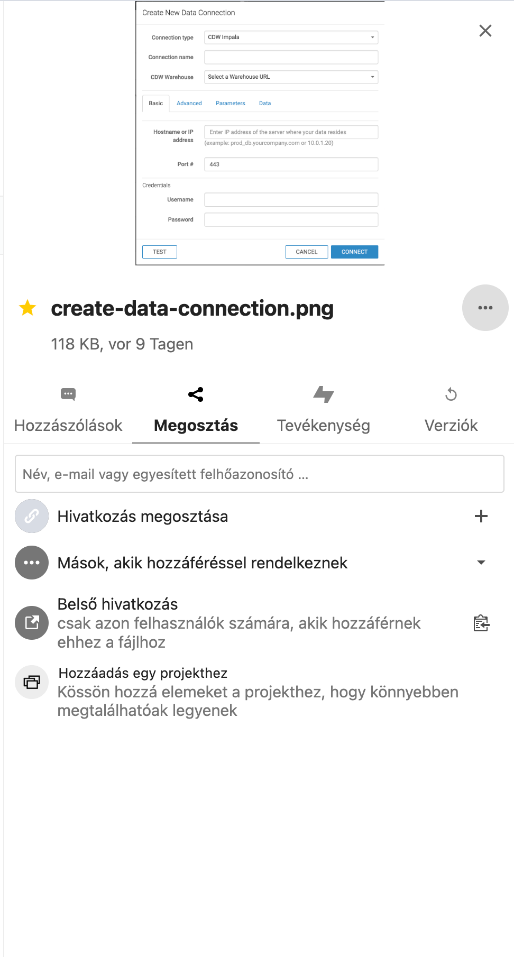 Create New Data Connection
Connection type
CDW Impala
Connection name
CDW Warehouse
Select a Warehouse URL
Basic
Advanced
Parameters
Data
Hostname or IP
address
Enter IP address of the server where your data resides
(example: prod_db.yourcompany.com or 10.0.1.20)
Port #
443
Credentials
Username
Password
TEST
CANCEL
CONNECT
create-data-connection.png
118 KB, vor 9 Tagen
Hozzászólások
Megosztás
Tevékenység
Verziók
Név, e-mail vagy egyesített felhőazonosító ...
Hivatkozás megosztása
Mások, akik hozzáféréssel rendelkeznek
Belső hivatkozás
csak azon felhasználók számára, akik hozzáférnek
ehhez a fájlhoz
Hozzáadás egy projekthez
Kössön hozzá elemeket a projekthez, hogy könnyebben
megtalálhatóak legyenek